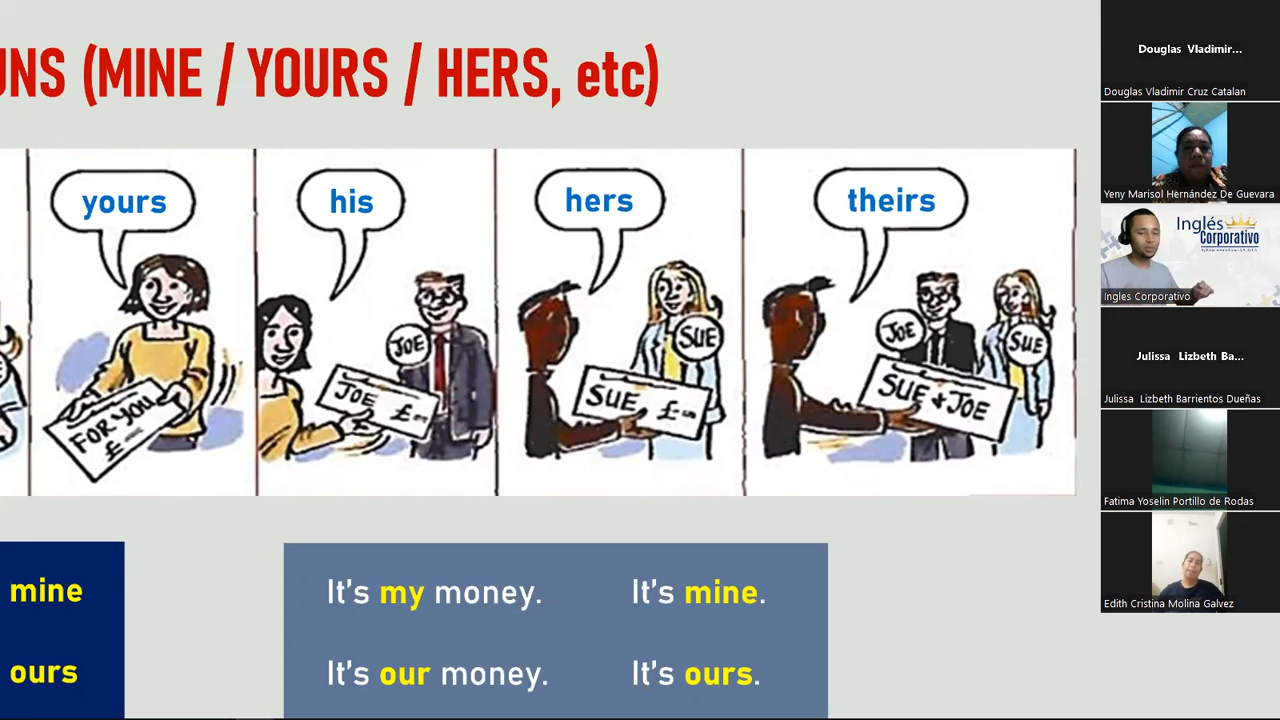 UNS (MINE / YOURS / HERS, etc)
yours
his
hers
theirs
FOR YOU
£
JOE
JOE £
SUE
SUE £
JOE
SUE
SUE & JOE
mine
ours
It's my money. It's mine.
It's our money. It's ours.
Douglas Vladimir...
Douglas Vladimir Cruz Catalan
Yeny Marisol Hernández De Guevara
Inglés
Corporativo
Ingles Corporativo
Julissa Lizbeth Ba...
Julissa Lizbeth Barrientos Dueñas
Fatima Yoselin Portillo de Rodas
Edith Cristina Molina Galvez